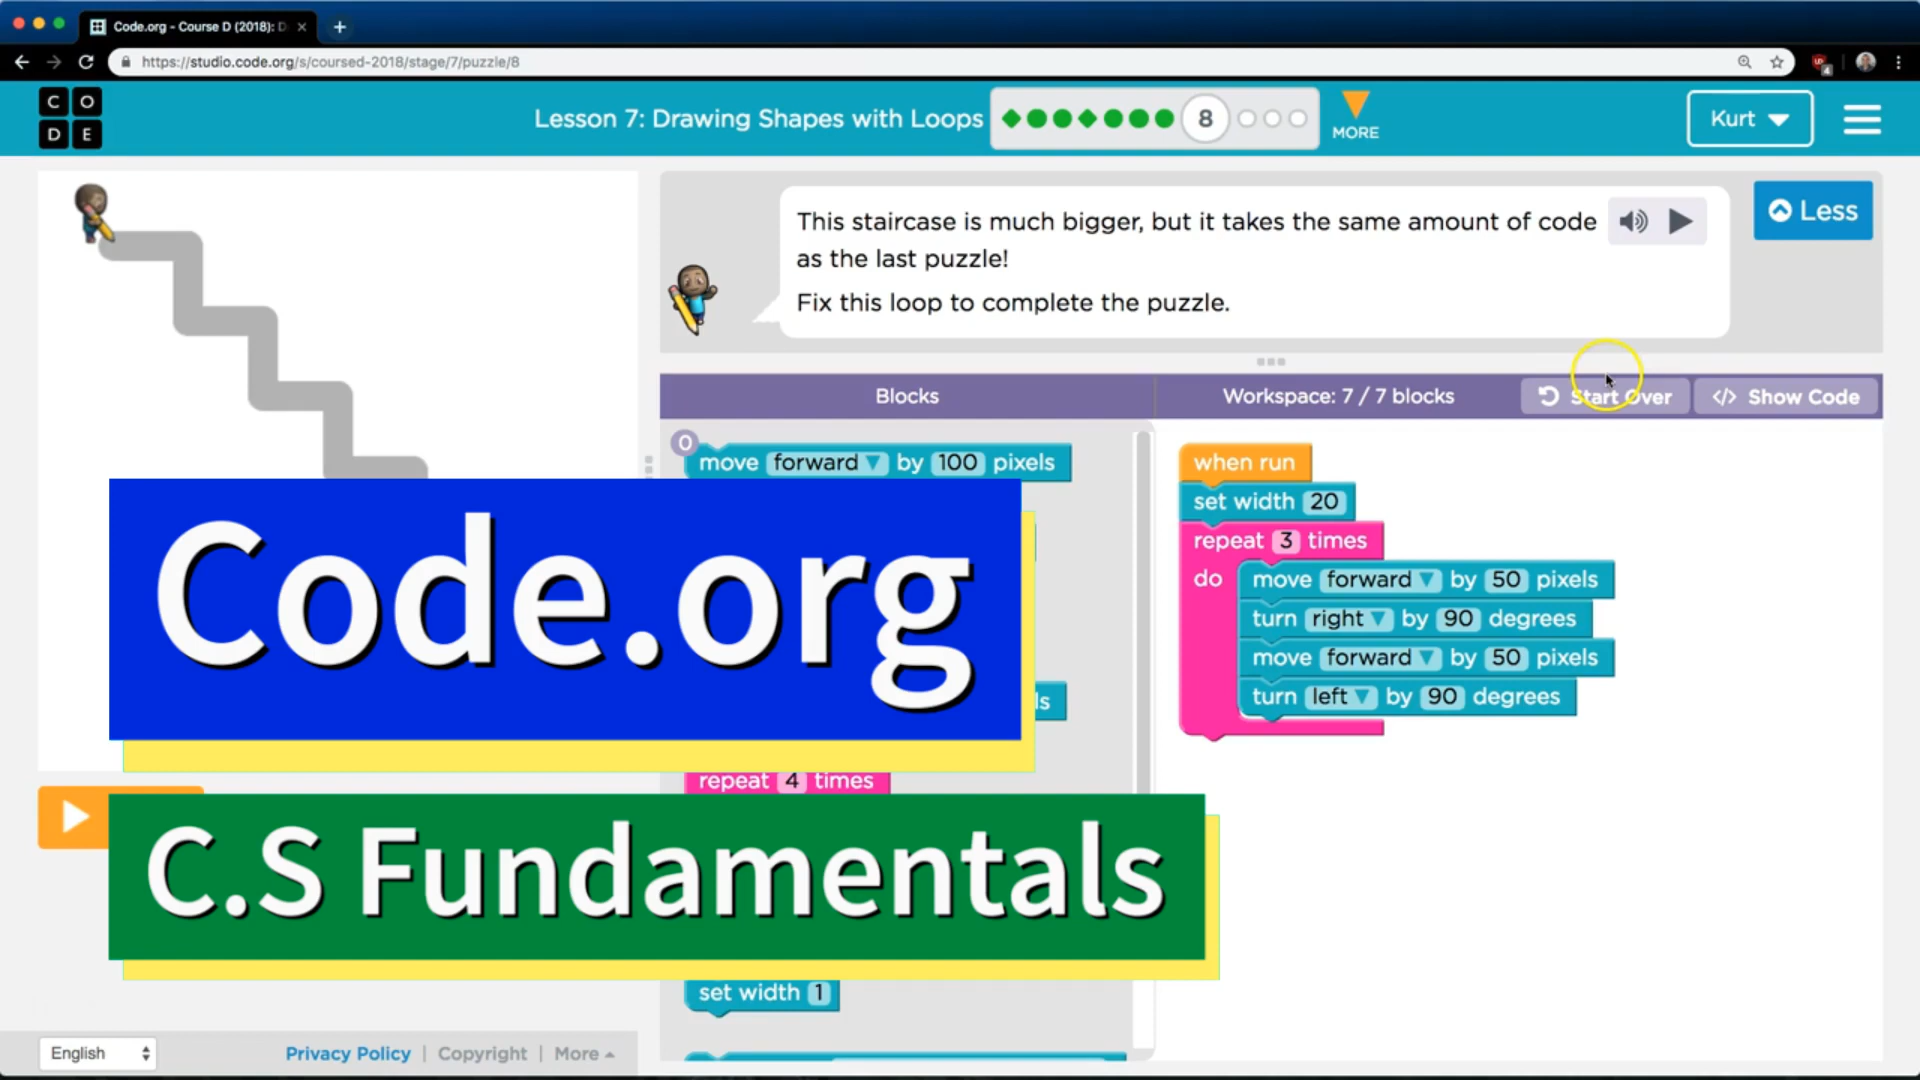 Code.org - Course D (2018): D
https://studio.code.org/s/coursed-2018/stage/7/puzzle/8
4
C O
D E
Lesson 7: Drawing Shapes with Loops
8
MORE
Kurt
This staircase is much bigger, but it takes the same amount of code
as the last puzzle!
Fix this loop to complete the puzzle.
Less
Blocks
Workspace: 7 / 7 blocks
Start Over
</> Show Code
0
move forward by 100 pixels
ls
repeat 4 times
set width 1
when run
set width 20
repeat 3 times
do
move forward by 50 pixels
turn right by 90 degrees
move forward by 50 pixels
turn left by 90 degrees
Code.org
C.S Fundamentals
English
Privacy Policy | Copyright | More